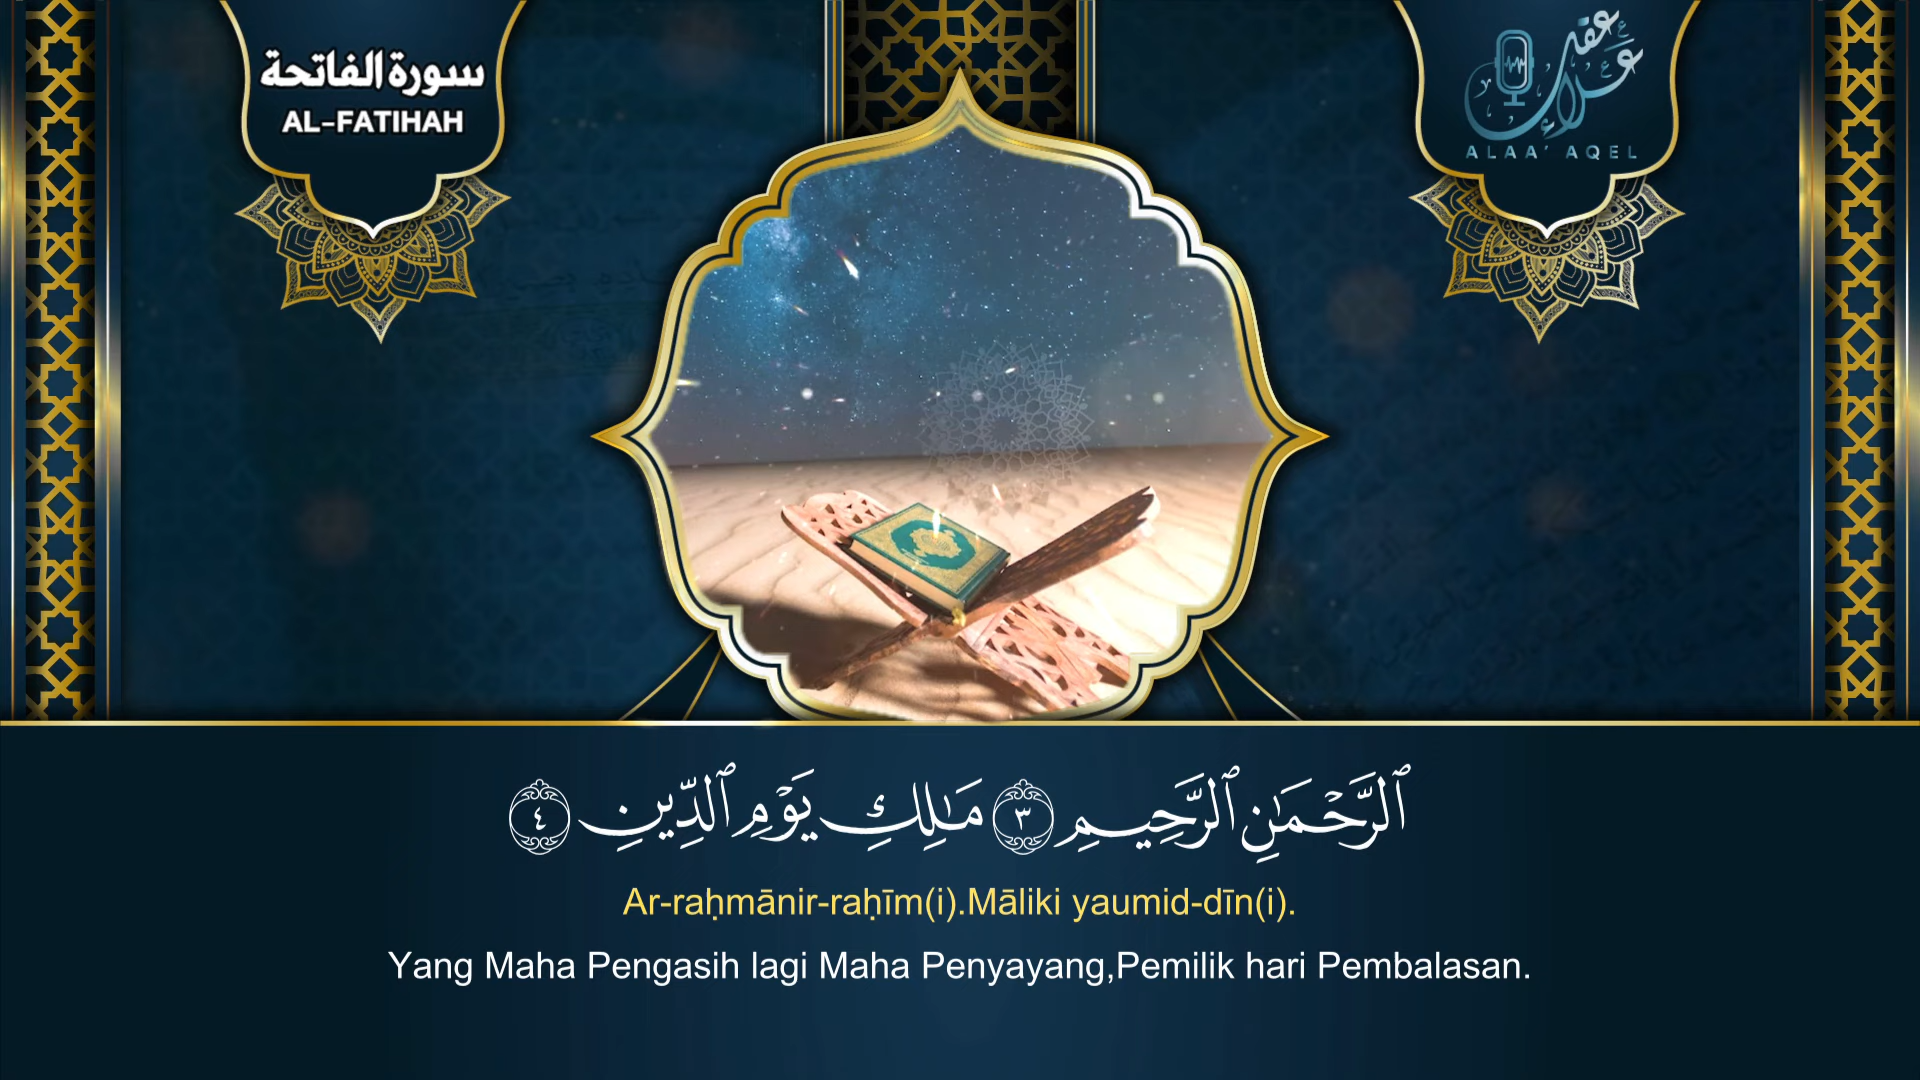 سورة الفاتحة
AL-FATIHAH
علاء عقل
ALAA' AQEL
ٱلرَّحْمَـٰنِ ٱلرَّحِيمِ ٣ مَـٰلِكِ يَوْمِ ٱلدِّينِ ٤
Ar-raḥmānir-raḥīm(i).Māliki yaumid-dīn(i).
Yang Maha Pengasih lagi Maha Penyayang,Pemilik hari Pembalasan.